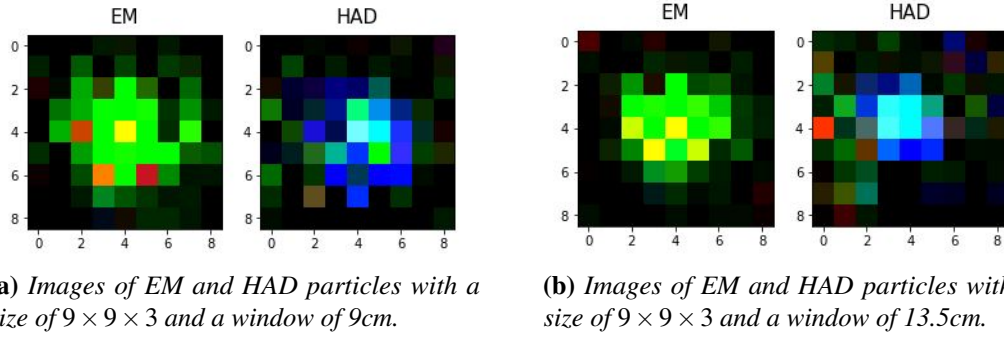 EM HAD
0 2 4 6 8
0 2 4 6 8
0 2 4 6 8
0 2 4 6 8
a) Images of EM and HAD particles with a
ize of 9 × 9 × 3 and a window of 9cm.
EM HAD
0 2 4 6 8
0 2 4 6 8
0 2 4 6 8
0 2 4 6 8
(b) Images of EM and HAD particles with
size of 9 × 9 × 3 and a window of 13.5cm.